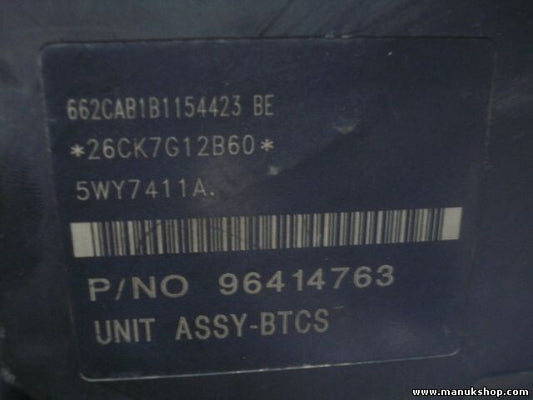 662CAB1B1154423 BE
*26CK7G12B60*
5WY7411A.
P/NO 96414763
UNIT ASSY-BTCS
www.manukshop.com